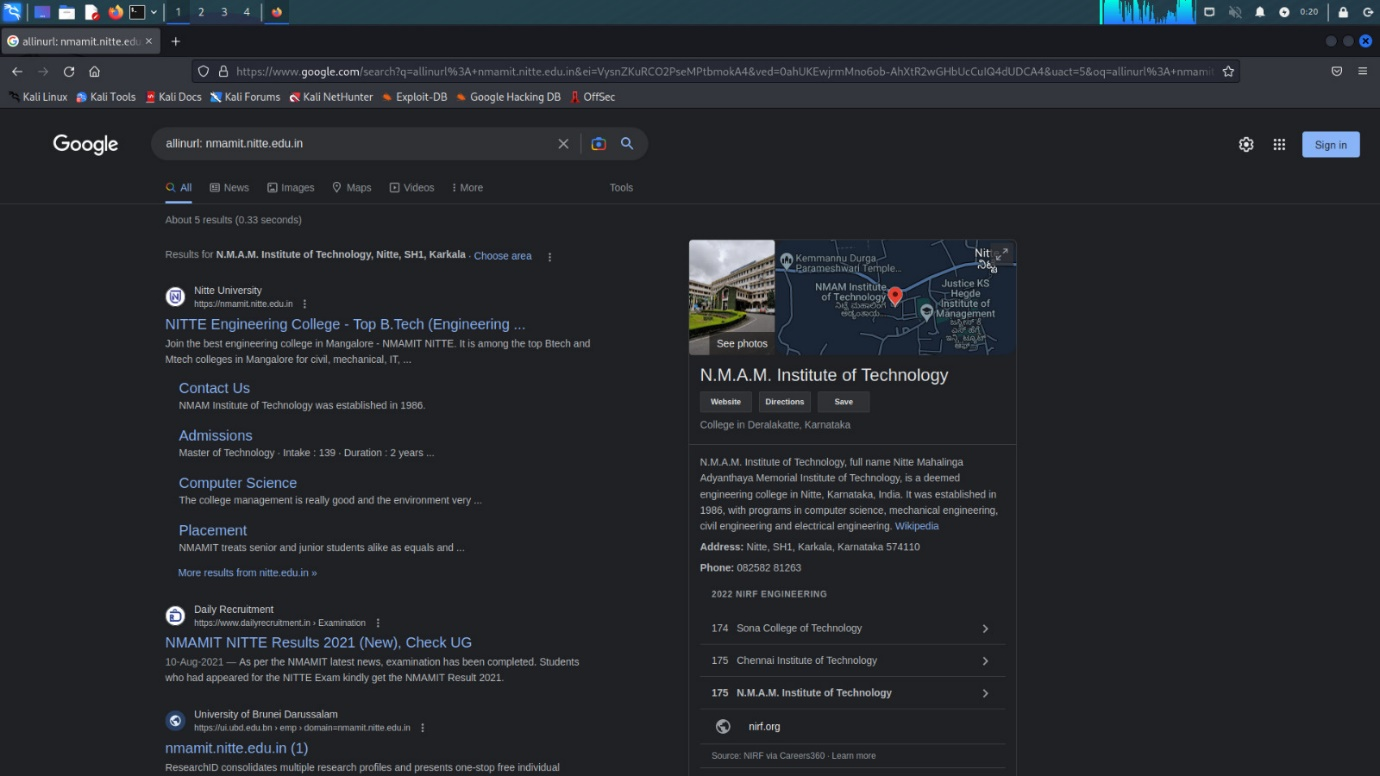 1 2 3 4
0:20
allinurl: nmamit.nitte.edu
https://www.google.com/search?q=allinurl%3A+nmamit.nitte.edu.in&ei=VysnZKuRCO2PseMPtbmokA4&ved=0ahUKEwjrmMno6ob-AhXtR2wGHbUcCuIQ4dUDCA4&uact=5&oq=allinurl%3A+nmamit
Kali Linux Kali Tools Kali Docs Kali Forums Kali NetHunter Exploit-DB Google Hacking DB OffSec
Google
allinurl: nmamit.nitte.edu.in
Sign in
All News Images Maps Videos More Tools
About 5 results (0.33 seconds)
Results for N.M.A.M. Institute of Technology, Nitte, SH1, Karkala · Choose area
Nitte University
https://nmamit.nitte.edu.in
NITTE Engineering College - Top B.Tech (Engineering ...
Join the best engineering college in Mangalore - NMAMIT NITTE. It is among the top Btech and
Mtech colleges in Mangalore for civil, mechanical, IT, ...
Contact Us
NMAM Institute of Technology was established in 1986.
Admissions
Master of Technology · Intake : 139 · Duration : 2 years ...
Computer Science
The college management is really good and the environment very ...
Placement
NMAMIT treats senior and junior students alike as equals and ...
More results from nitte.edu.in »
Daily Recruitment
https://www.dailyrecruitment.in › Examination
NMAMIT NITTE Results 2021 (New), Check UG
10-Aug-2021 — As per the NMAMIT latest news, examination has been completed. Students
who had appeared for the NITTE Exam kindly get the NMAMIT Result 2021.
University of Brunei Darussalam
https://ui.ubd.edu.bn › emp › domain=nmamit.nitte.edu.in
nmamit.nitte.edu.in (1)
ResearchID consolidates multiple research profiles and presents one-stop free individual
See photos
Kemmannu Durga
Parameshwari Temple...
NMAM Institute
of Technology
Justice KS
Hegde
Institute of
Management
N.M.A.M. Institute of Technology
Website Directions Save
College in Deralakatte, Karnataka
N.M.A.M. Institute of Technology, full name Nitte Mahalinga
Adyanthaya Memorial Institute of Technology, is a deemed
engineering college in Nitte, Karnataka, India. It was established in
1986, with programs in computer science, mechanical engineering,
civil engineering and electrical engineering. Wikipedia
Address: Nitte, SH1, Karkala, Karnataka 574110
Phone: 082582 81263
2022 NIRF ENGINEERING
174 Sona College of Technology
175 Chennai Institute of Technology
175 N.M.A.M. Institute of Technology
nirf.org
Source: NIRF via Careers360 · Learn more